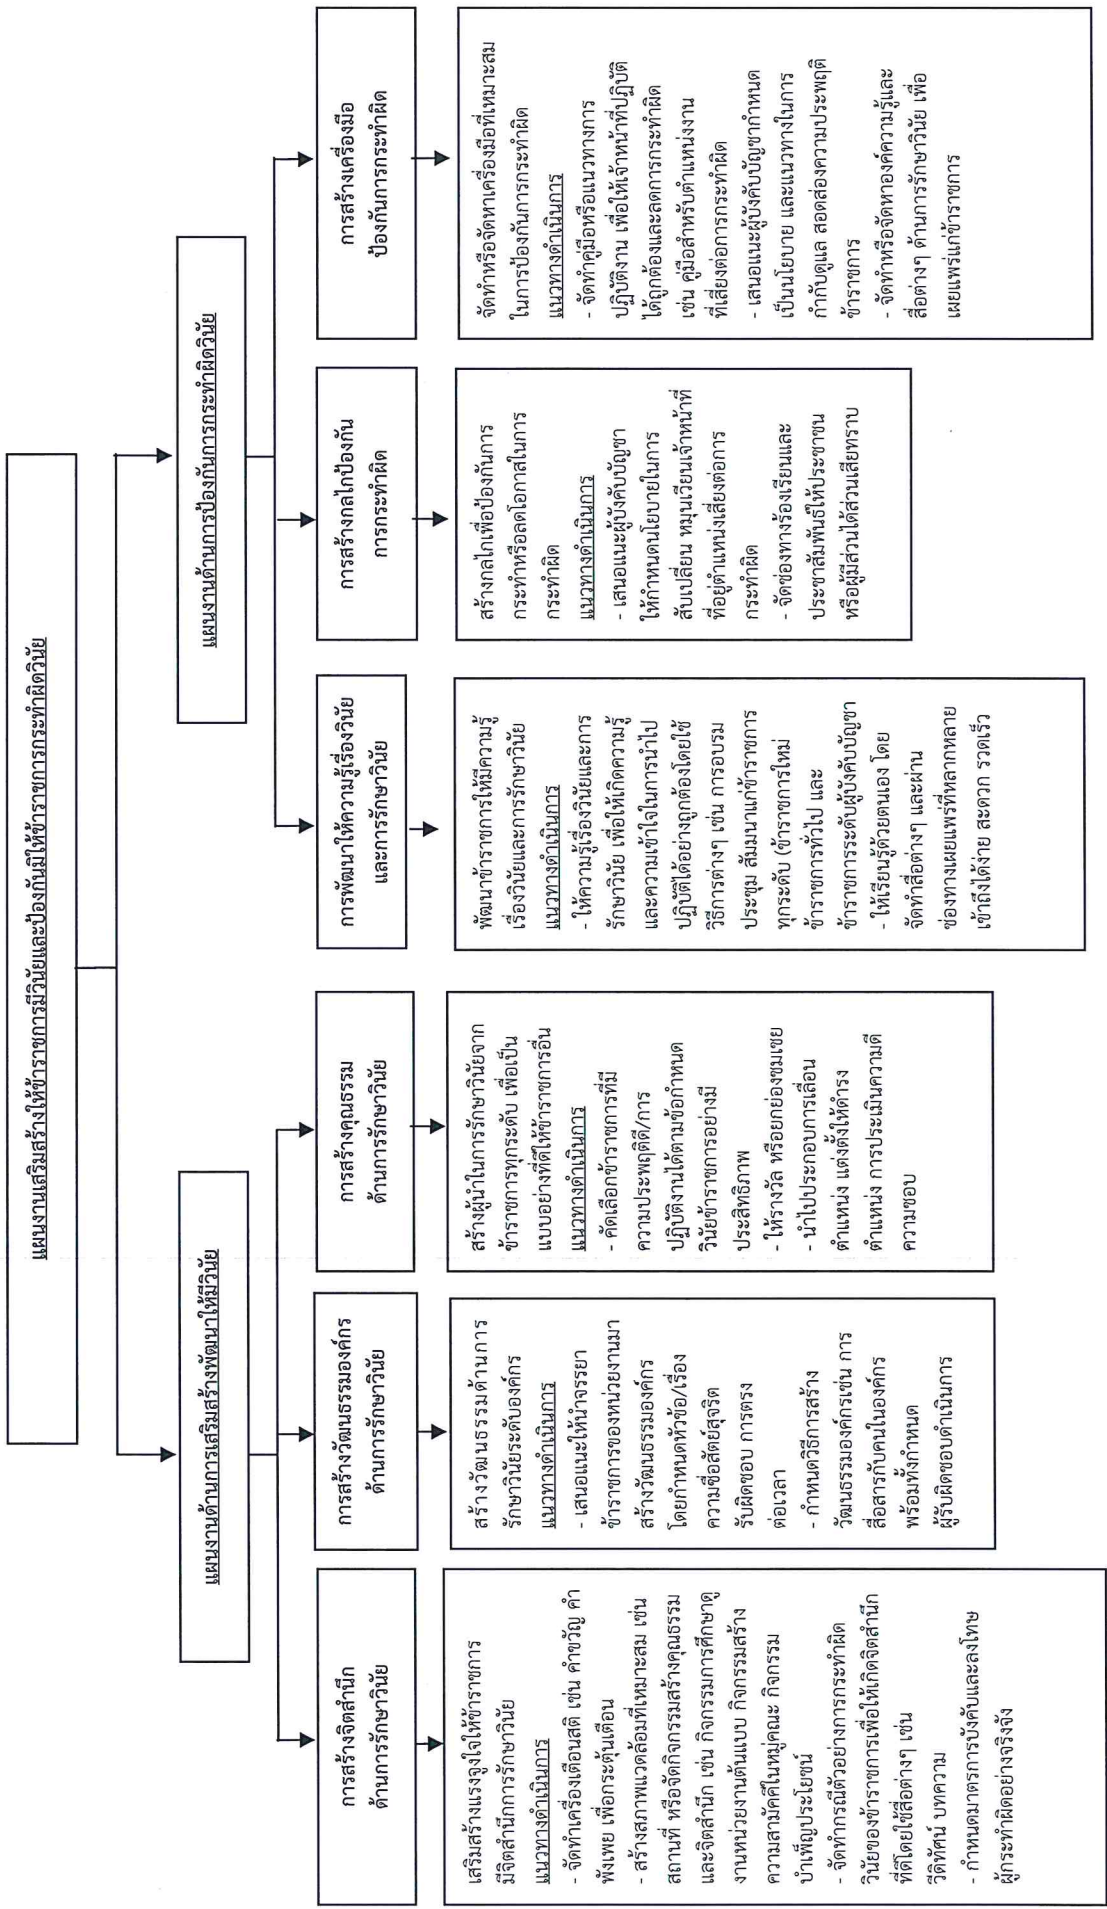 แผนงานเสริมสร้างให้ข้าราชการมีวินัยและป้องกันมิให้ข้าราชการกระทำผิดวินัย
แผนงานด้านการเสริมสร้างพัฒนาให้มีวินัย
แผนงานด้านการป้องกันการกระทำผิดวินัย
การสร้างจิตสำนึก
ด้านการรักษาวินัย
การสร้างวัฒนธรรมองค์กร
ด้านการรักษาวินัย
การสร้างคุณธรรม
ด้านการรักษาวินัย
การพัฒนาให้ความรู้เรื่องวินัย
และการรักษาวินัย
การสร้างกลไกป้องกัน
การกระทำผิด
การสร้างเครื่องมือ
ป้องกันการกระทำผิด
เสริมสร้างแรงจูงใจให้ข้าราชการ
มีจิตสำนึกการรักษาวินัย
แนวทางดำเนินการ
- จัดทำเครื่องเตือนสติ เช่น คำขวัญ คำ
พังเพย เพื่อกระตุ้นเตือน
- สร้างสภาพแวดล้อมที่เหมาะสม เช่น
สถานที่ หรือจัดกิจกรรมสร้างคุณธรรม
และจิตสำนึก เช่น กิจกรรมการศึกษาดู
งานหน่วยงานต้นแบบ กิจกรรมสร้าง
ความสามัคคีในหมู่คณะ กิจกรรม
บำเพ็ญประโยชน์
- จัดทำกรณีตัวอย่างการกระทำผิด
วินัยของข้าราชการเพื่อให้เกิดจิตสำนึก
ที่ดีโดยใช้สื่อต่างๆ เช่น
วีดิทัศน์ บทความ
- กำหนดมาตรการบังคับและลงโทษ
ผู้กระทำผิดอย่างจริงจัง
สร้างวัฒนธรรมด้านการ
รักษาวินัยระดับองค์กร
แนวทางดำเนินการ
- เสนอแนะให้นำจรรยา
ข้าราชการของหน่วยงานมา
สร้างวัฒนธรรมองค์กร
โดยกำหนดหัวข้อ/เรื่อง
ความซื่อสัตย์สุจริต
รับผิดชอบ การตรง
ต่อเวลา
- กำหนดวิธีการสร้าง
วัฒนธรรมองค์กรเช่น การ
สื่อสารกับคนในองค์กร
พร้อมทั้งกำหนด
ผู้รับผิดชอบดำเนินการ
สร้างผู้นำในการรักษาวินัยจาก
ข้าราชการทุกระดับ เพื่อเป็น
แบบอย่างที่ดีให้ข้าราชการอื่น
แนวทางดำเนินการ
- คัดเลือกข้าราชการที่มี
ความประพฤติดี/การ
ปฏิบัติงานได้ตามข้อกำหนด
วินัยข้าราชการอย่างมี
ประสิทธิภาพ
- ให้รางวัล หรือยกย่องชมเชย
- นำไปประกอบการเลื่อน
ตำแหน่ง แต่งตั้งให้ดำรง
ตำแหน่ง การประเมินความดี
ความชอบ
พัฒนาข้าราชการให้มีความรู้
เรื่องวินัยและการรักษาวินัย
แนวทางดำเนินการ
- ให้ความรู้เรื่องวินัยและการ
รักษาวินัย เพื่อให้เกิดความรู้
และความเข้าใจในการนำไป
ปฏิบัติได้อย่างถูกต้องโดยใช้
วิธีการต่างๆ เช่น การอบรม
ประชุม สัมมนาแก่ข้าราชการ
ทุกระดับ (ข้าราชการใหม่
ข้าราชการทั่วไป และ
ข้าราชการระดับผู้บังคับบัญชา
- ให้เรียนรู้ด้วยตนเอง โดย
จัดทำสื่อต่างๆ และผ่าน
ช่องทางเผยแพร่ที่หลากหลาย
เข้าถึงได้ง่าย สะดวก รวดเร็ว
สร้างกลไกเพื่อป้องกันการ
กระทำหรือลดโอกาสในการ
กระทำผิด
แนวทางดำเนินการ
- เสนอแนะผู้บังคับบัญชา
ให้กำหนดนโยบายในการ
สับเปลี่ยน หมุนเวียนเจ้าหน้าที่
ที่อยู่ตำแหน่งเสี่ยงต่อการ
กระทำผิด
- จัดช่องทางร้องเรียนและ
ประชาสัมพันธ์ให้ประชาชน
หรือผู้มีส่วนได้ส่วนเสียทราบ
จัดทำหรือจัดหาเครื่องมือที่เหมาะสม
ในการป้องกันการกระทำผิด
แนวทางดำเนินการ
- จัดทำคู่มือหรือแนวทางการ
ปฏิบัติงาน เพื่อให้เจ้าหน้าที่ปฏิบัติ
ได้ถูกต้องและลดการกระทำผิด
เช่น คู่มือสำหรับตำแหน่งงาน
ที่เสี่ยงต่อการกระทำผิด
- เสนอแนะผู้บังคับบัญชากำหนด
เป็นนโยบาย และแนวทางในการ
กำกับดูแล สอดส่องความประพฤติ
ข้าราชการ
- จัดทำหรือจัดหาองค์ความรู้และ
สื่อต่างๆ ด้านการรักษาวินัย เพื่อ
เผยแพร่แก่ข้าราชการ